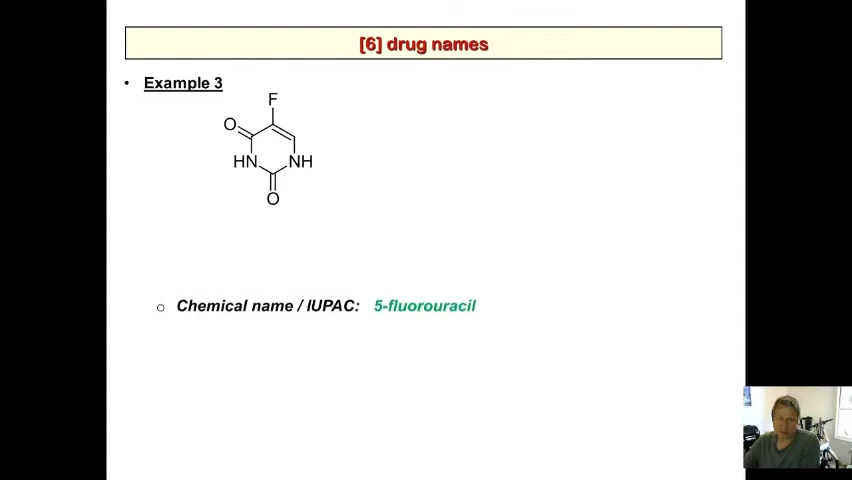 [6] drug names
• Example 3
F
O
HN NH
O
o Chemical name / IUPAC: 5-fluorouracil